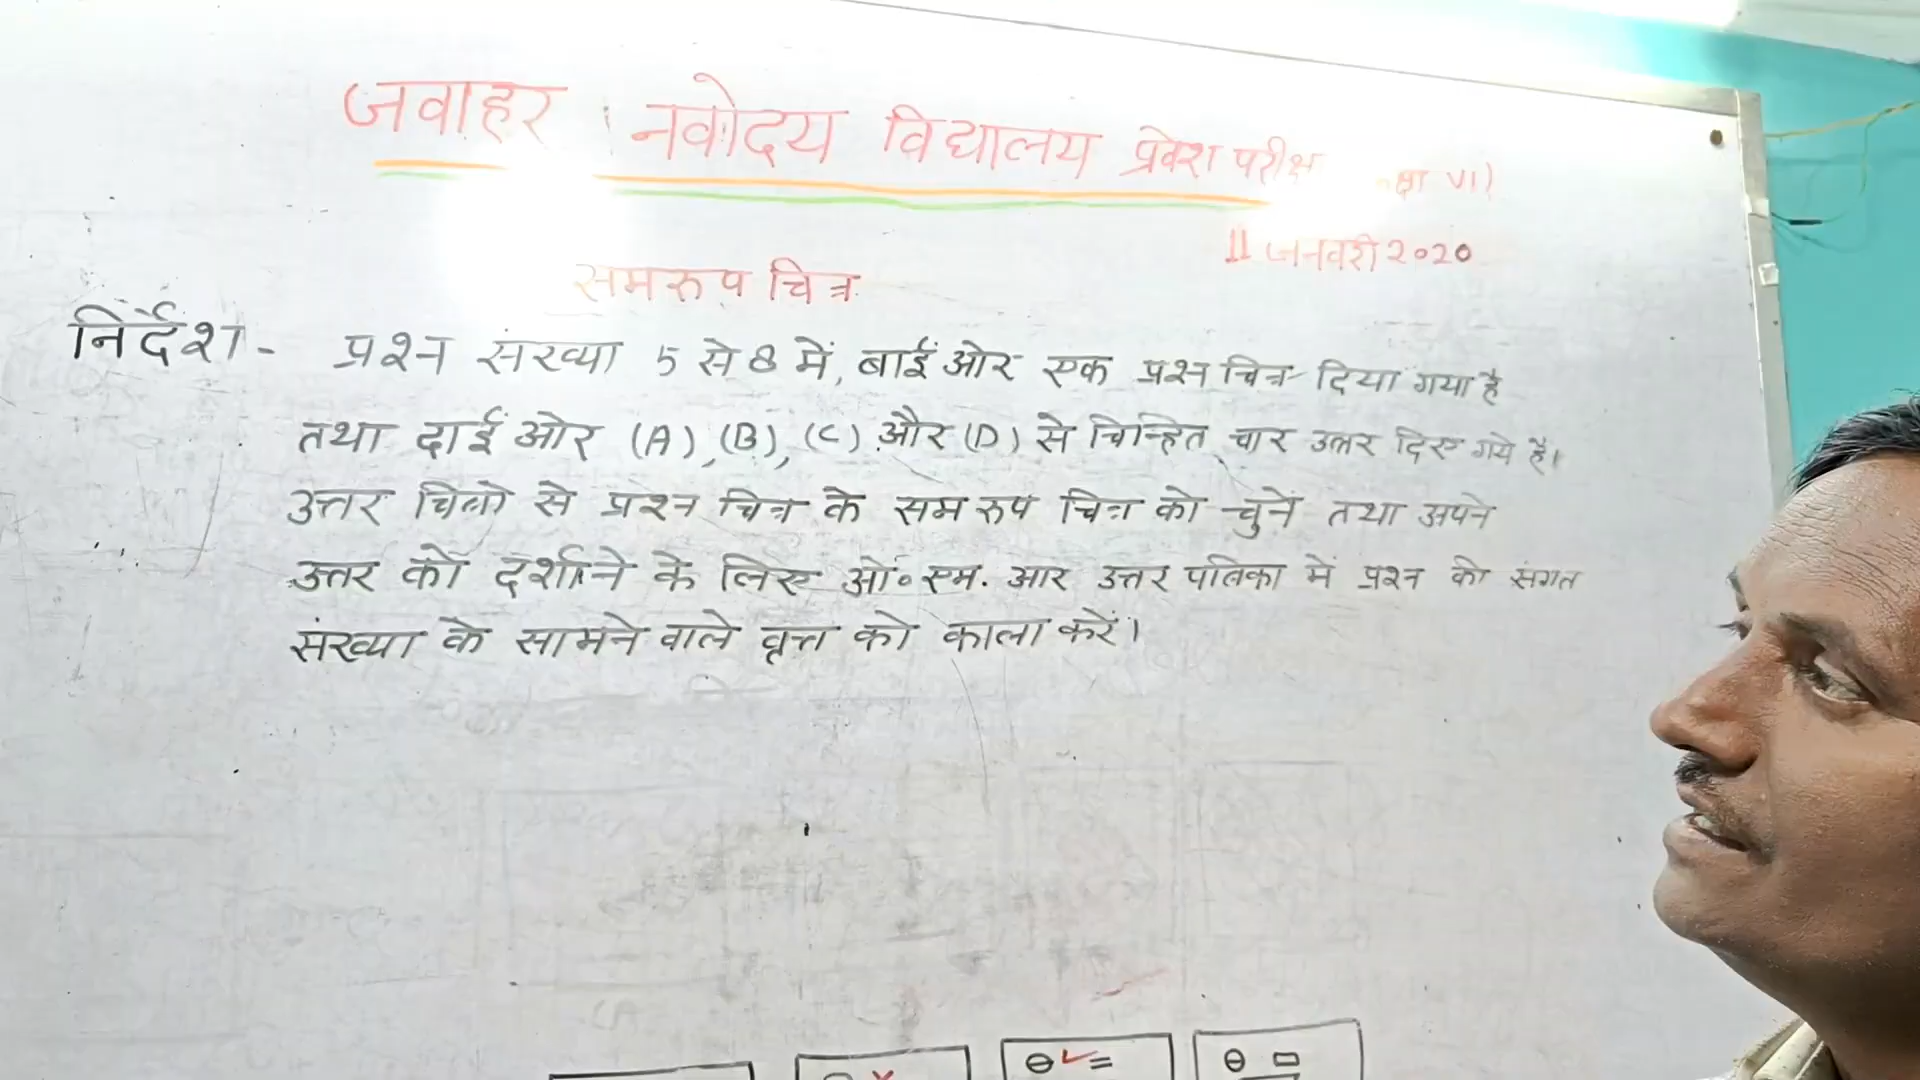 जवाहर नवोदय विद्यालय प्रवेश परीक्षा VI)
11 जनवरी 2020
समरुप चित्र
निर्देश- प्रश्न संख्या 5 से 8 में, बाईं ओर एक प्रश्न चित्र दिया गया है
तथा दाईं ओर (A), (B), (C) और (D) से चिन्हित चार उत्तर दिए गये हैं।
उत्तर चित्रो से प्रश्न चित्र के समरुप चित्र को चुने तथा अपने
उत्तर को दर्शाने के लिए ओ॰ एम. आर उत्तर पत्रिका में प्रश्न की संगत
संख्या के सामने वाले वृत्त को काला करें।